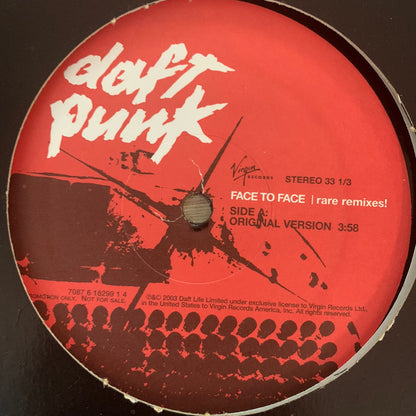 daft
punk
Virgin
RECORDS
STEREO 33 1/3
FACE TO FACE | rare remixes!
SIDE A:
ORIGINAL VERSION 3:58
7087 6 18299 1 4
PROMOTION ONLY. NOT FOR SALE.
℗&© 2003 Daft Life Limited under exclusive license to Virgin Records Ltd.,
in the United States to Virgin Records America, Inc. All rights reserved.